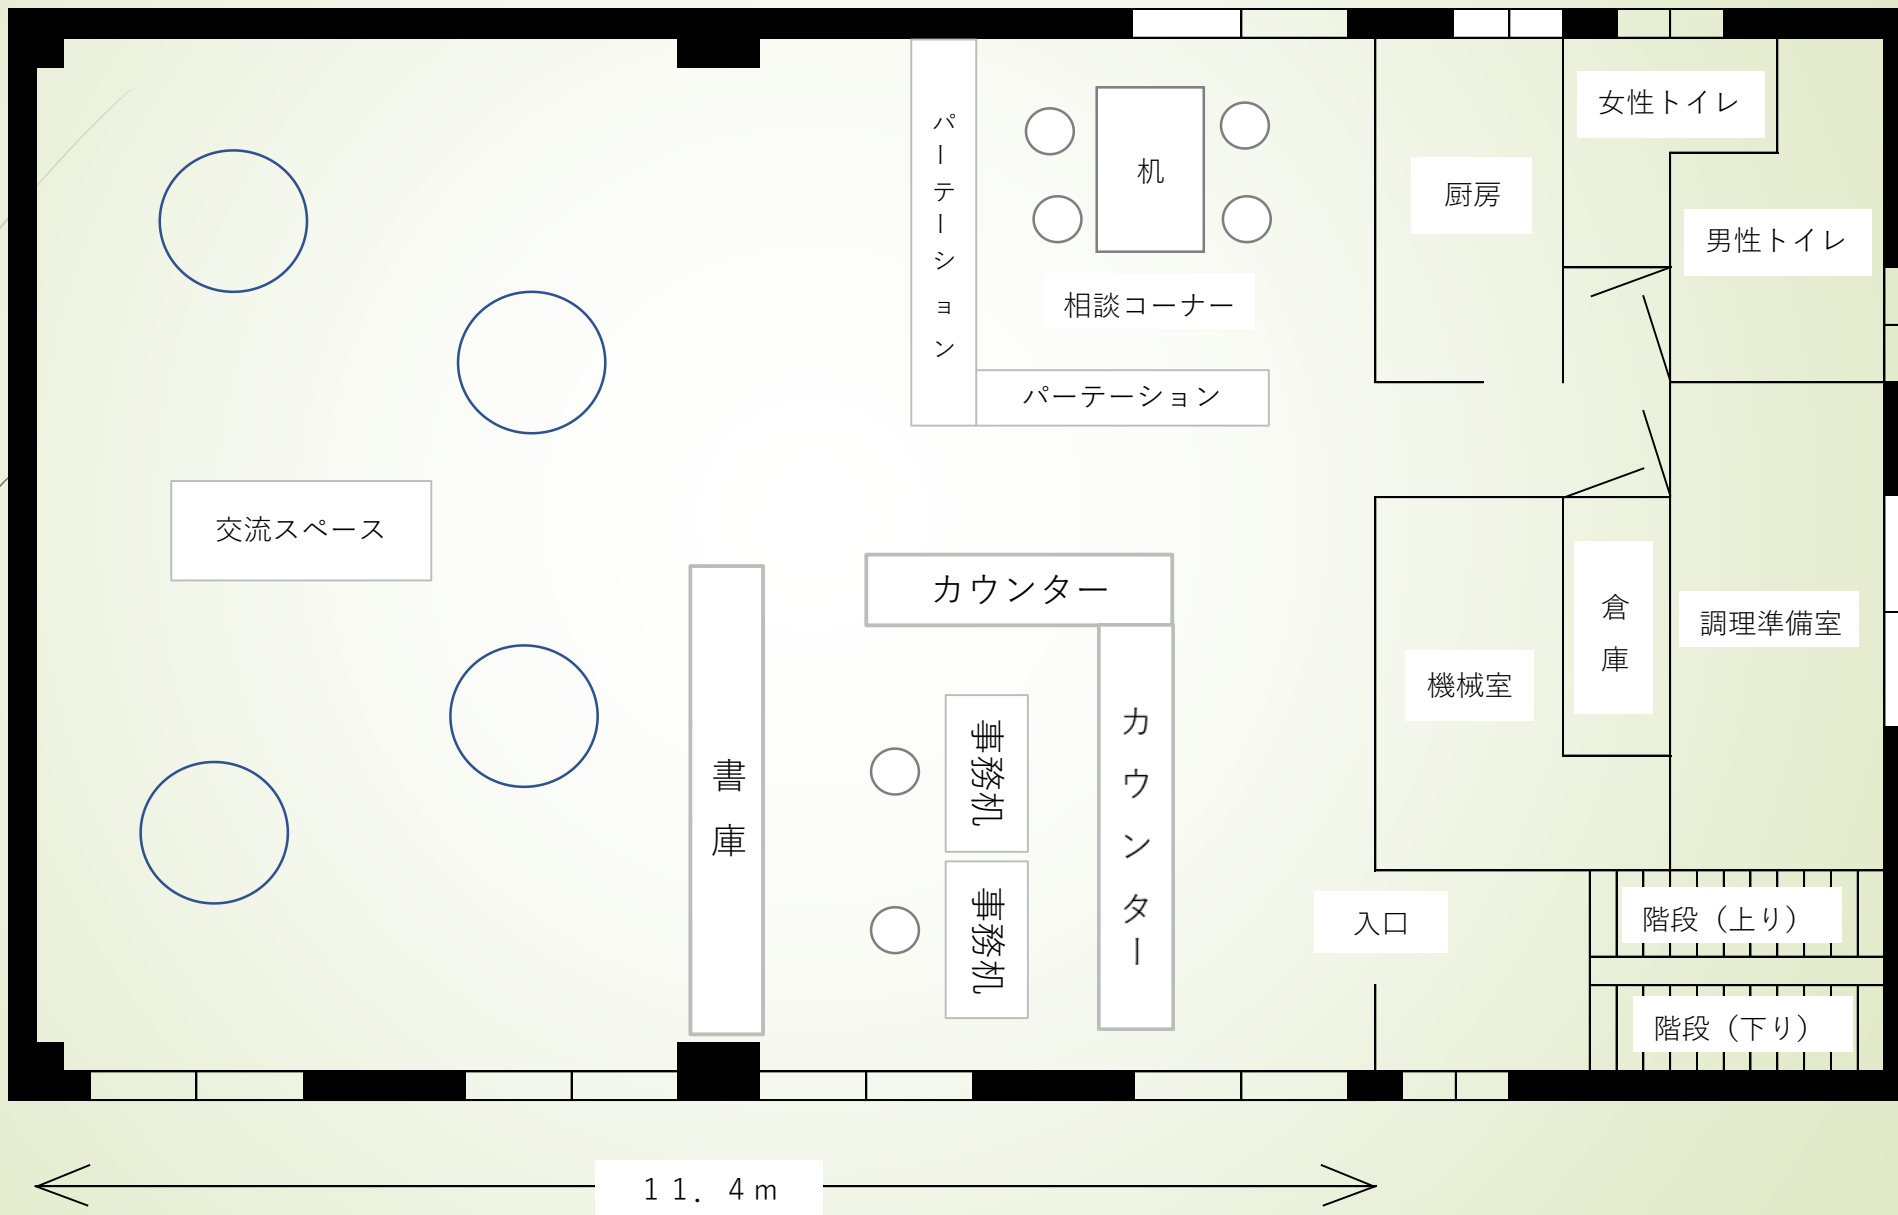 女性トイレ
パーテーション
机
厨房
男性トイレ
相談コーナー
パーテーション
交流スペース
カウンター
倉庫
調理準備室
機械室
カウンター
書庫
事務机
事務机
入口
階段（上り）
階段（下り）
１１．４ｍ